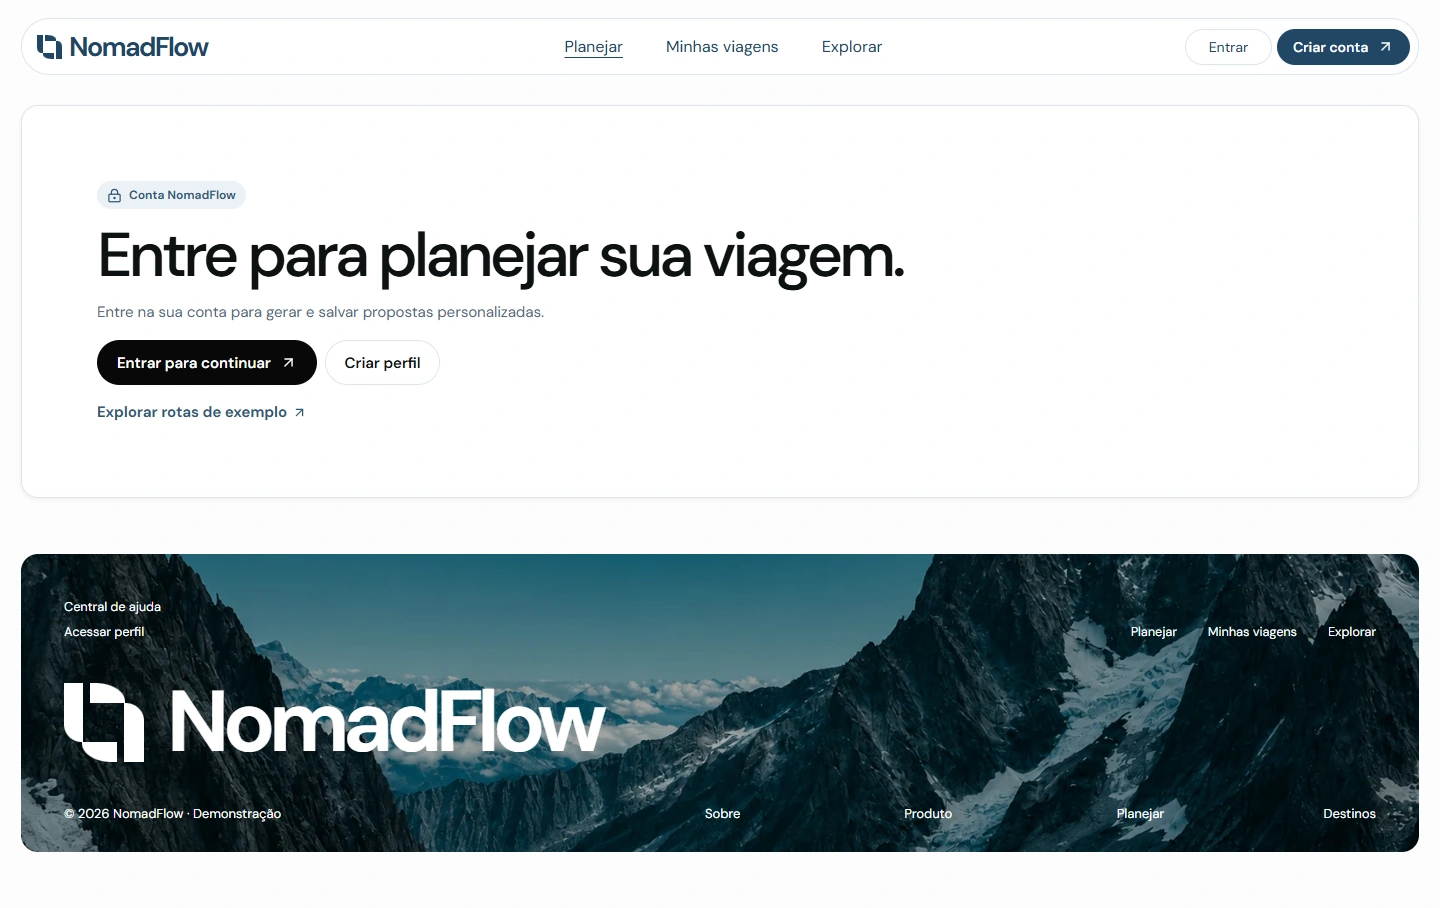 NomadFlow
Planejar
Minhas viagens
Explorar
Entrar
Criar conta
Conta NomadFlow
Entre para planejar sua viagem.
Entre na sua conta para gerar e salvar propostas personalizadas.
Entrar para continuar
Criar perfil
Explorar rotas de exemplo
Central de ajuda
Acessar perfil
Planejar
Minhas viagens
Explorar
NomadFlow
© 2026 NomadFlow · Demonstração
Sobre
Produto
Planejar
Destinos